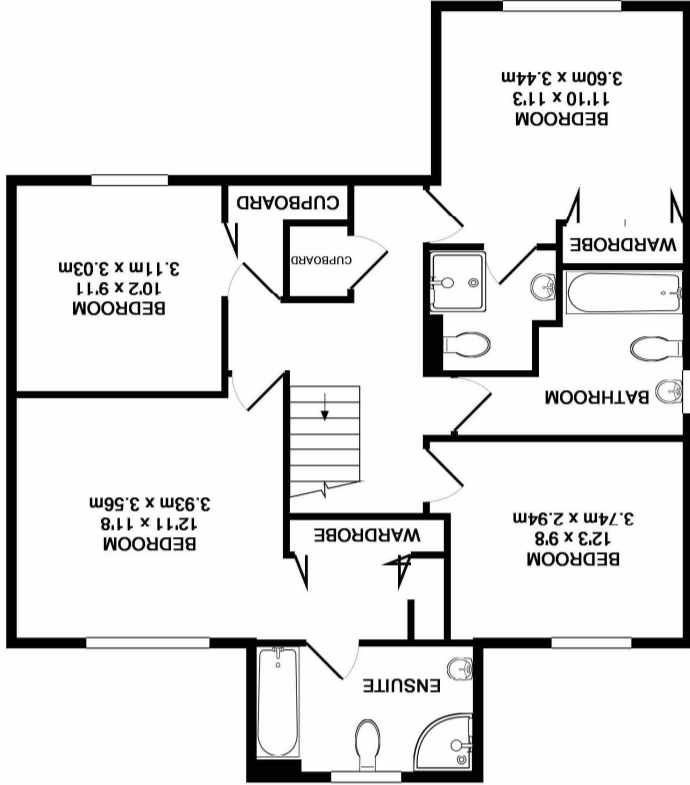 ENSUITE
BEDROOM
12'3 x 9'8
3.74m x 2.94m
WARDROBE
BEDROOM
12'11 x 11'8
3.93m x 3.56m
BATHROOM
BEDROOM
10'2 x 9'11
3.11m x 3.03m
CUPBOARD
WARDROBE
CUPBOARD
BEDROOM
11'10 x 11'3
3.60m x 3.44m